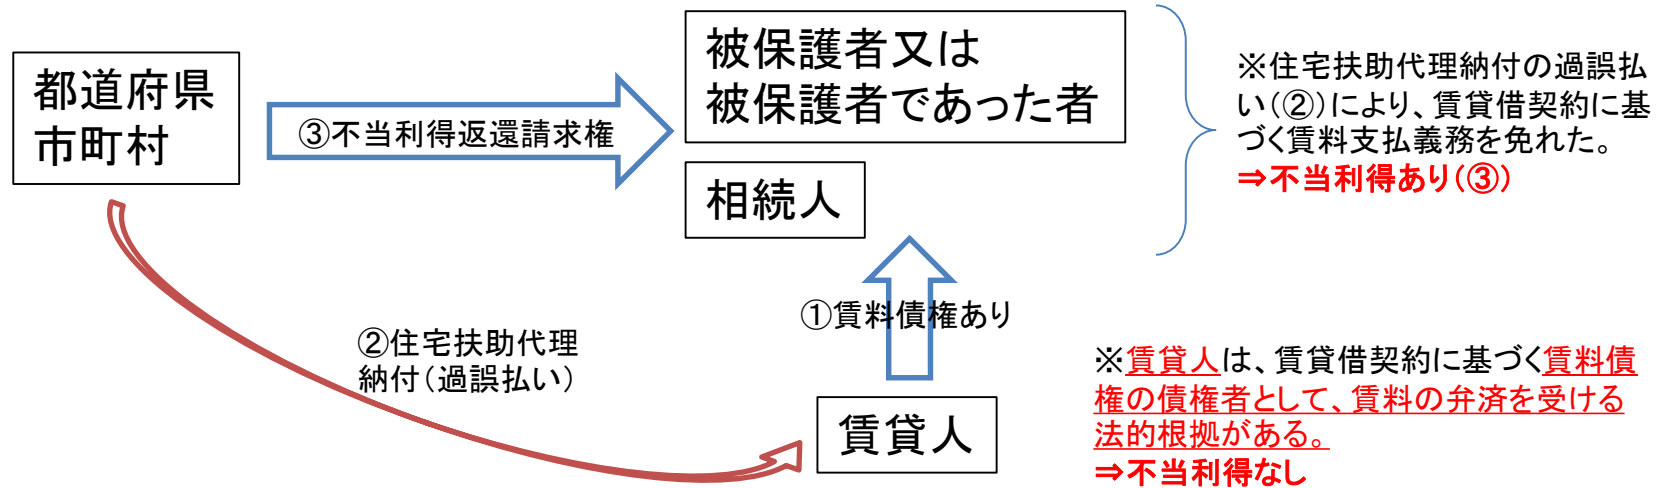 都道府県
市町村
③不当利得返還請求権
被保護者又は
被保護者であった者
相続人
※住宅扶助代理納付の過誤払
い(②)により、賃貸借契約に基
づく賃料支払義務を免れた。
⇒不当利得あり(③)
①賃料債権あり
②住宅扶助代理
納付(過誤払い)
賃貸人
※賃貸人は、賃貸借契約に基づく賃料債
権の債権者として、賃料の弁済を受ける
法的根拠がある。
⇒不当利得なし